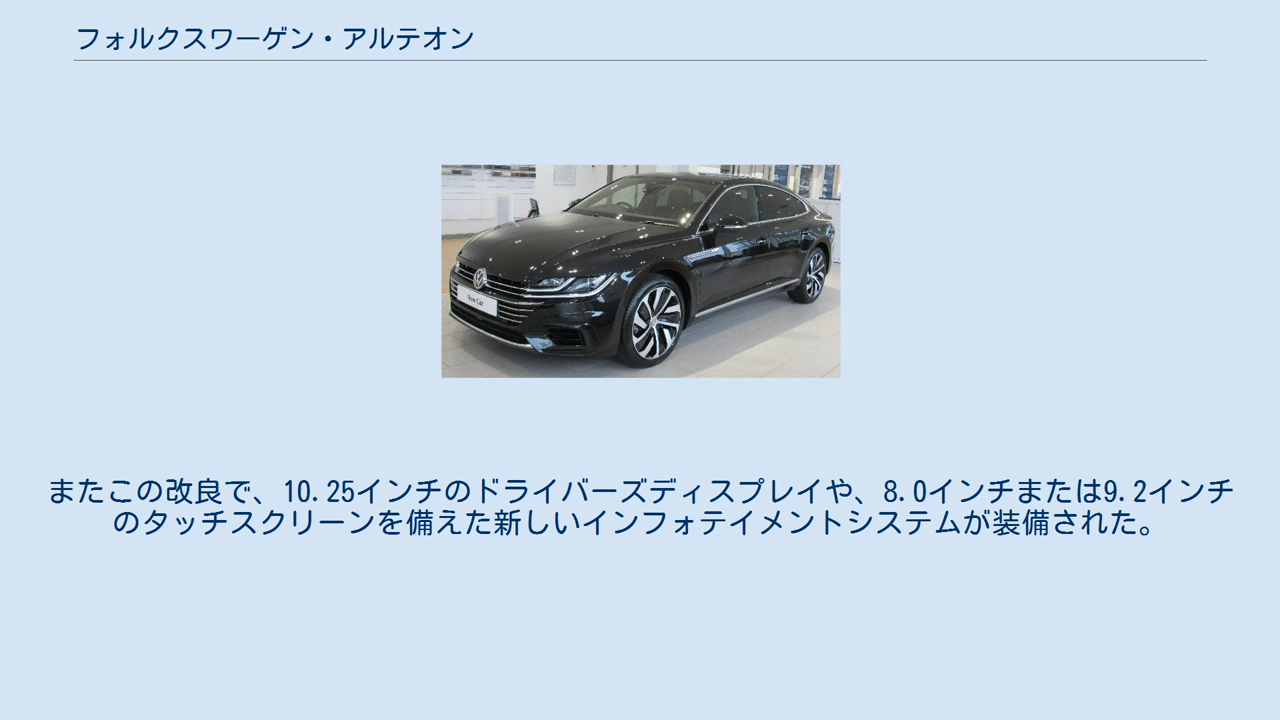 フォルクスワーゲン・アルテオン
New Car
またこの改良で、10.25インチのドライバーズディスプレイや、8.0インチまたは9.2インチ
のタッチスクリーンを備えた新しいインフォテイメントシステムが装備された。